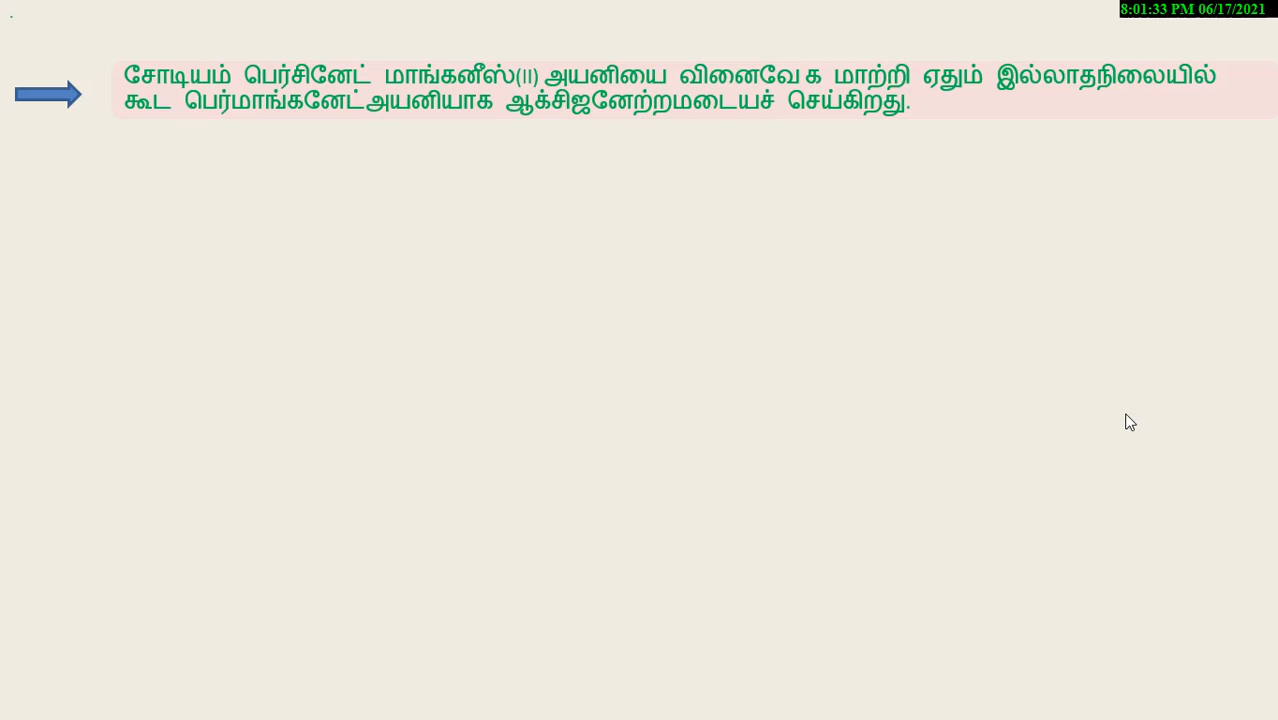 8:01:33 PM 06/17/2021
சோடியம் பெர்சினேட் மாங்கனீஸ்(II) அயனியை வினைவே க மாற்றி ஏதும் இல்லாதநிலையில்
கூட பெர்மாங்கனேட்அயனியாக ஆக்சிஜனேற்றமடையச் செய்கிறது.